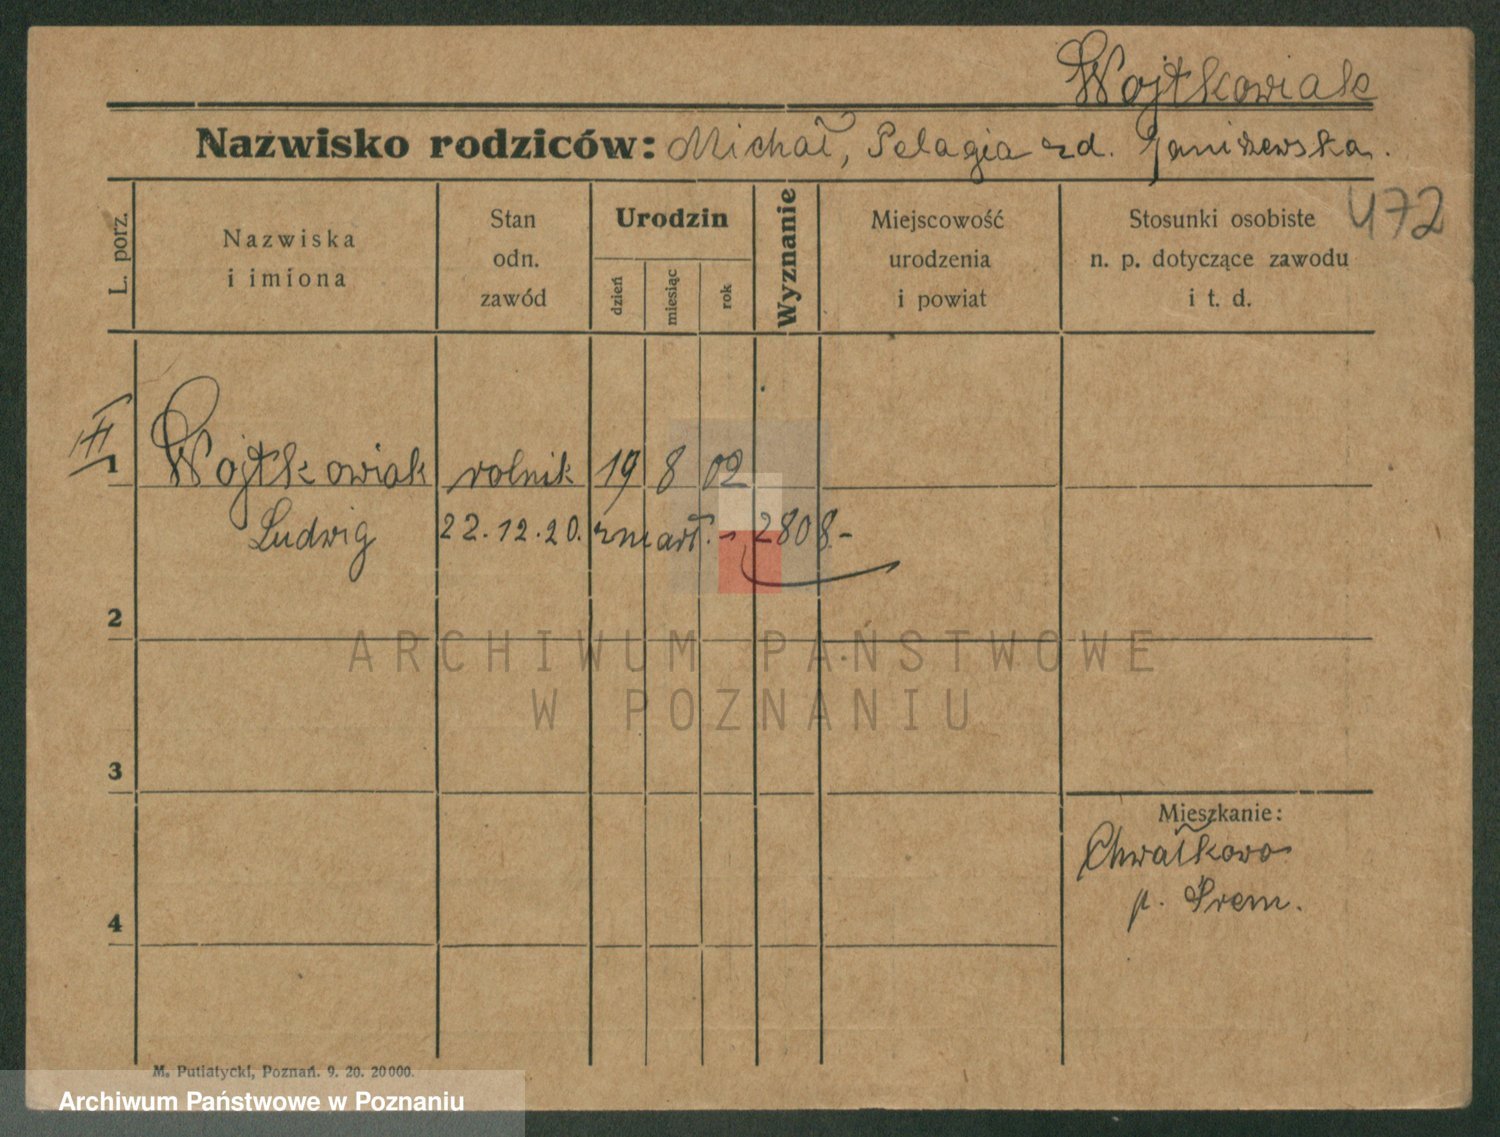 Wojtkowiak
Nazwisko rodziców: Michał, Pelagia zd. Janiszewska.
472
L. porz.
Nazwiska
i imiona
Stan
odn.
zawód
Urodzin
dzień
miesiąc
rok
Wyznanie
Miejscowość
urodzenia
i powiat
Stosunki osobiste
n. p. dotyczące zawodu
i t. d.
1 Wojtkowiak rolnik 19 8 02
Ludwig 22.12.20. zmarł. - 2808-
2
ARCHIWUM PAŃSTWOWE
W POZNANIU
3
Mieszkanie:
Chwałkowo
p. Śrem.
4
M. Putiatycki, Poznań. 9. 20. 20000.
Archiwum Państwowe w Poznaniu